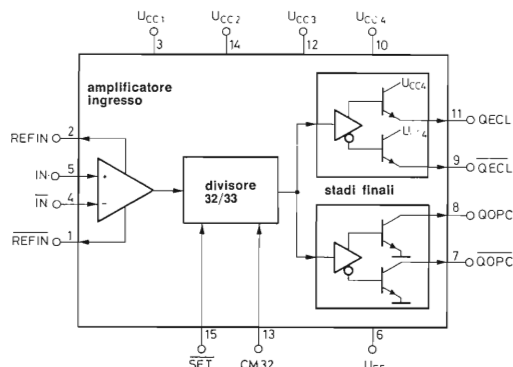 UCC1 UCC2 UCC3 UCC4
3 14 12 10
amplificatore
ingresso
UCC4
2
REFIN
11 QECL
5
IN
4
IN
divisore
32/33
9 QECL
stadi finali
1
REFIN
8 QOPC
7 QOPC
15 13 6
SET CM32